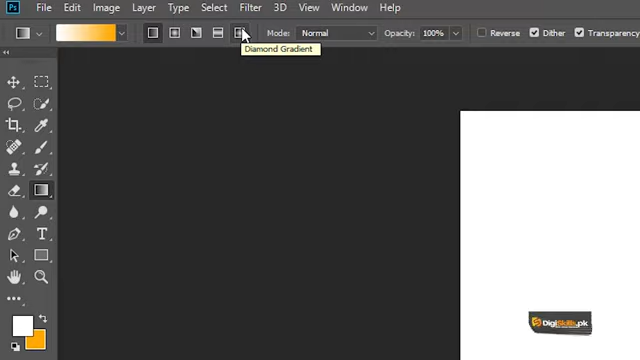 Ps File Edit Image Layer Type Select Filter 3D View Window Help
Mode: Normal Opacity: 100% Reverse Dither Transparency
Diamond Gradient
T
DigiSkills.pk